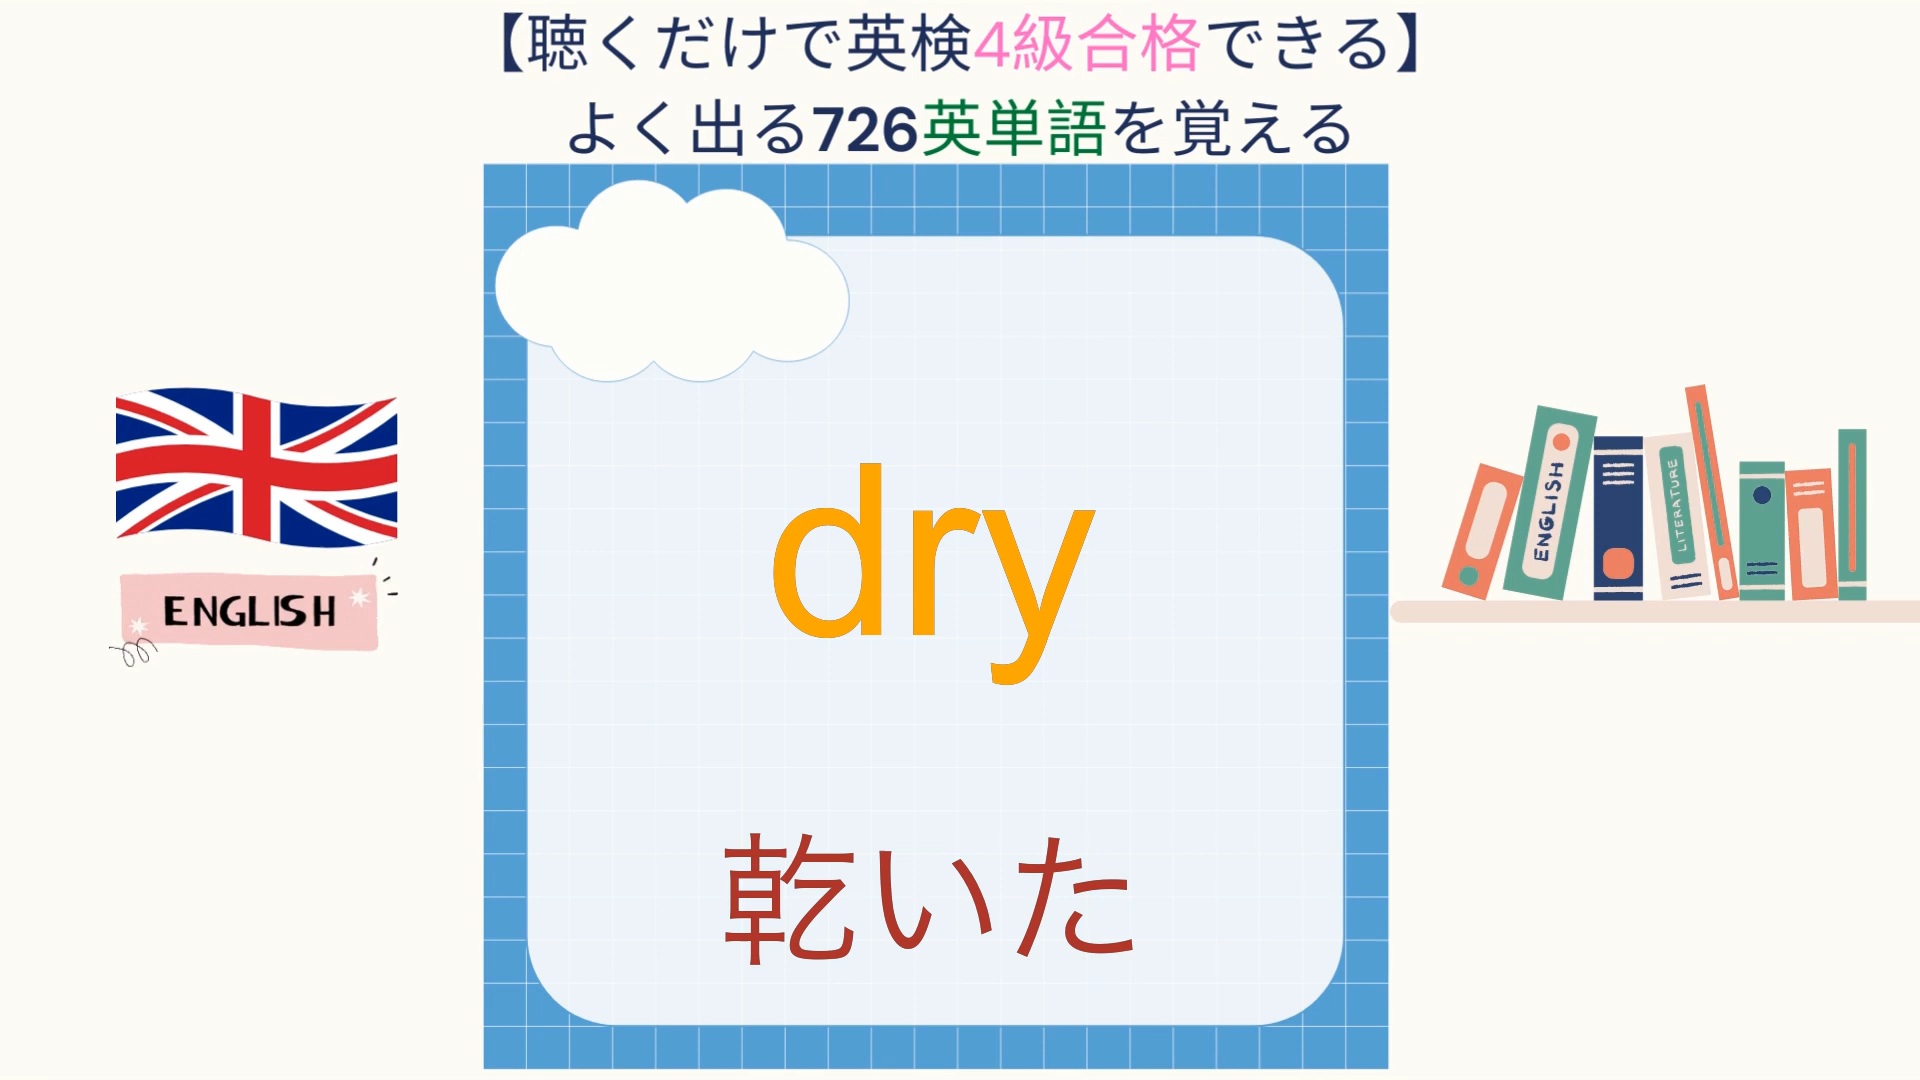 【聴くだけで英検4級合格できる】
よく出る726英単語を覚える
dry
乾いた
ENGLISH
ENGLISH
LITERATURE